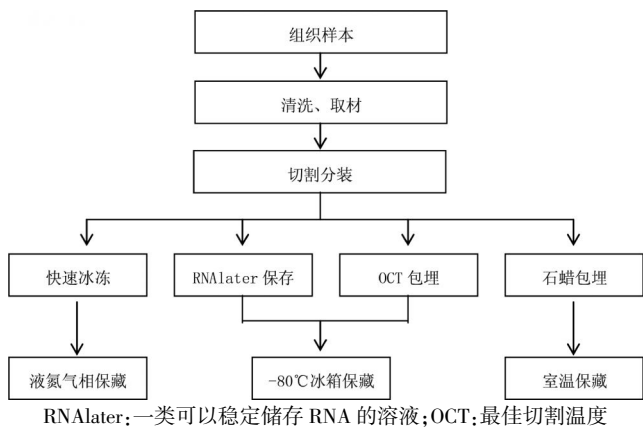 组织样本
清洗、取材
切割分装
快速冰冻
RNAlater 保存
OCT 包埋
石蜡包埋
液氮气相保藏
-80℃冰箱保藏
室温保藏
RNAlater:一类可以稳定储存 RNA 的溶液;OCT:最佳切割温度